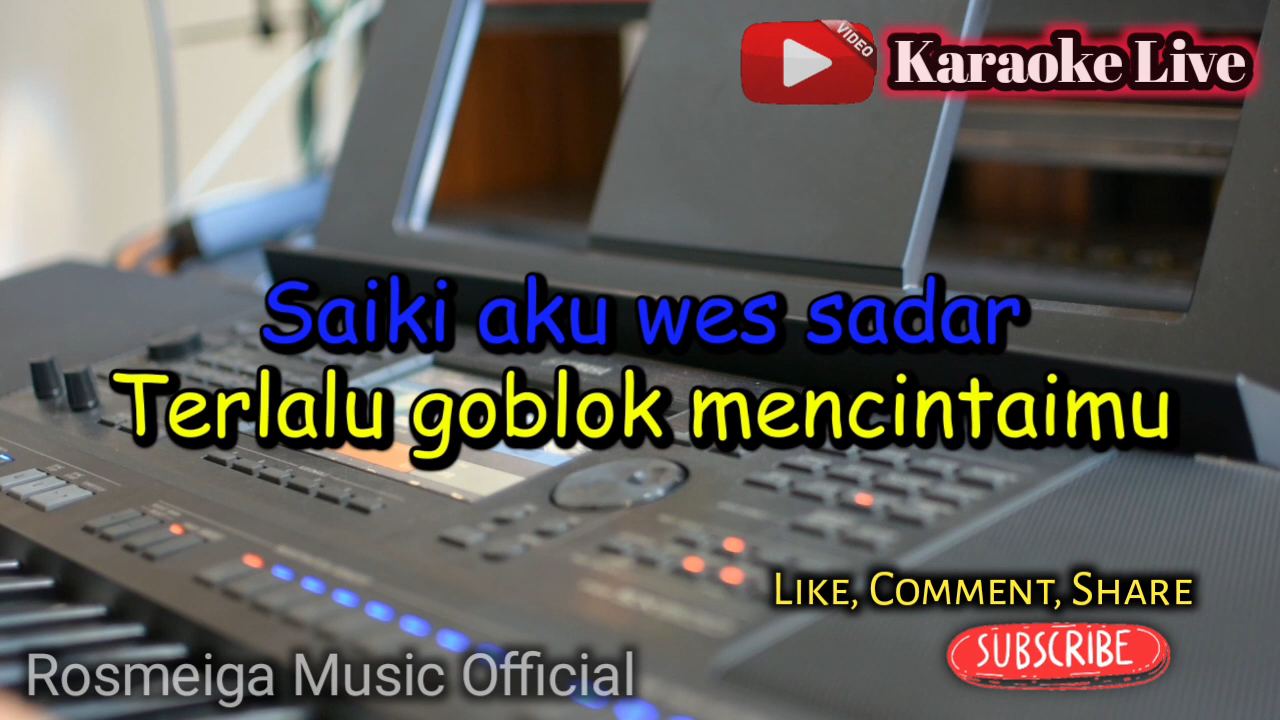 VIDEO
Karaoke Live
Saiki aku wes sadar
Terlalu goblok mencintaimu
Like, Comment, Share
SUBSCRIBE
Rosmeiga Music Official